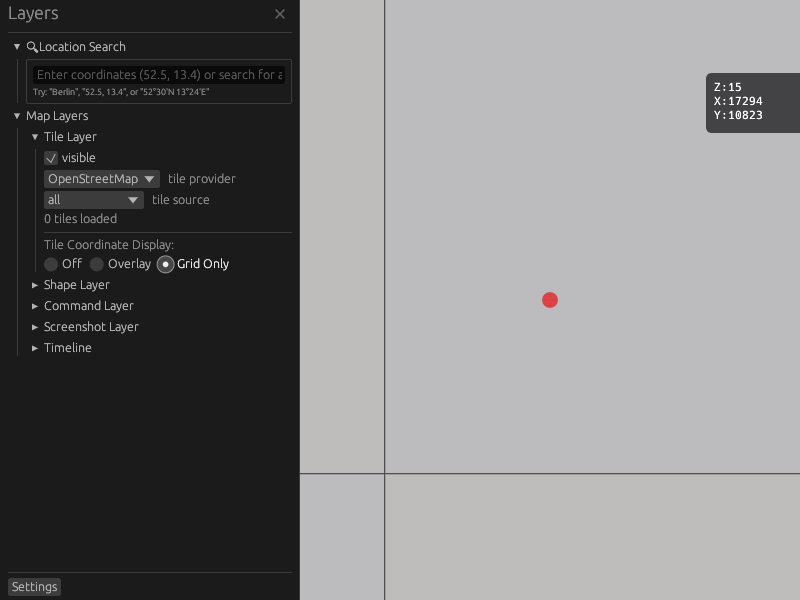 Layers
Location Search
Enter coordinates (52.5, 13.4) or search for a
Try: "Berlin", "52.5, 13.4", or "52°30'N 13°24'E"
Map Layers
Tile Layer
visible
OpenStreetMap tile provider
all tile source
0 tiles loaded
Tile Coordinate Display:
Off Overlay Grid Only
Shape Layer
Command Layer
Screenshot Layer
Timeline
Settings
Z:15
X:17294
Y:10823